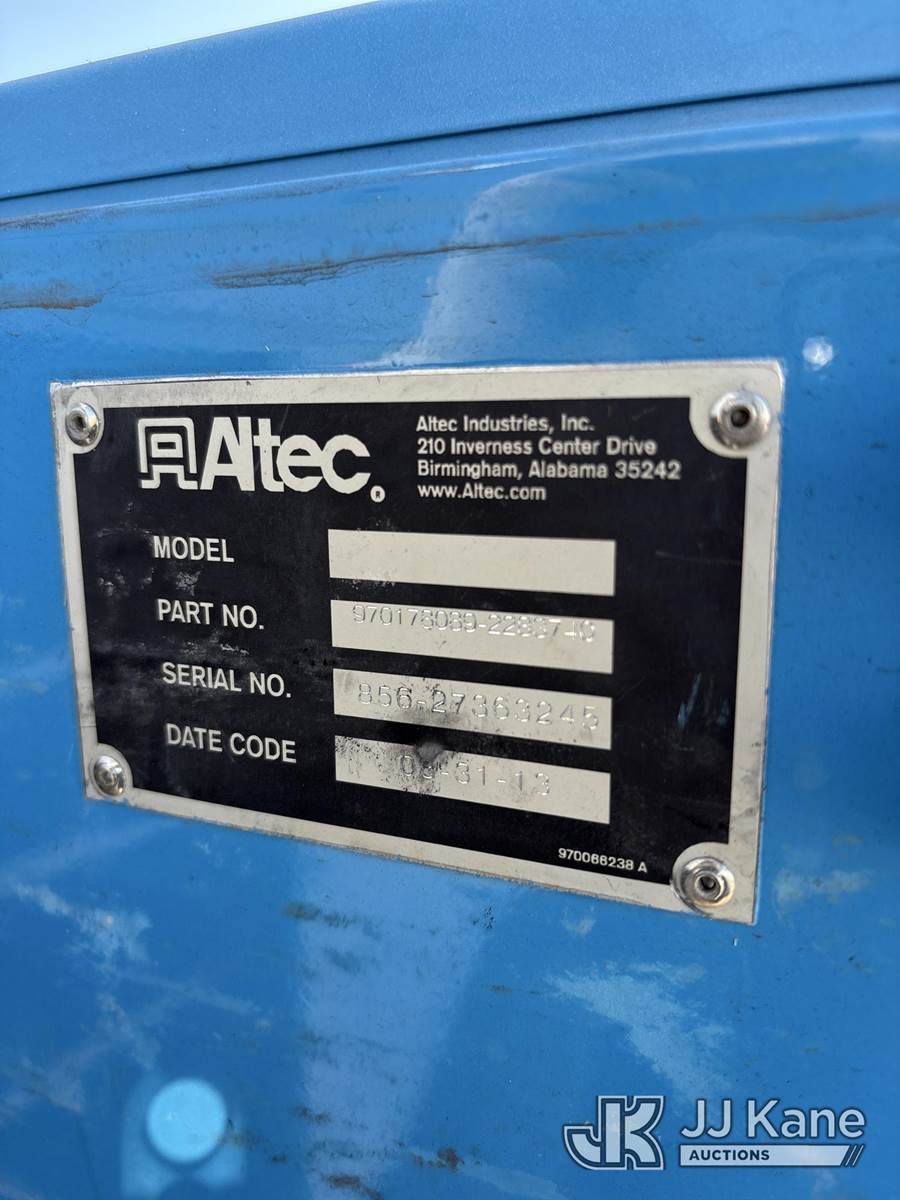 Altec®
Altec Industries, Inc.
210 Inverness Center Drive
Birmingham, Alabama 35242
www.Altec.com
MODEL
PART NO.
SERIAL NO. 856-27363245
DATE CODE
970066238 A
JJ Kane
AUCTIONS